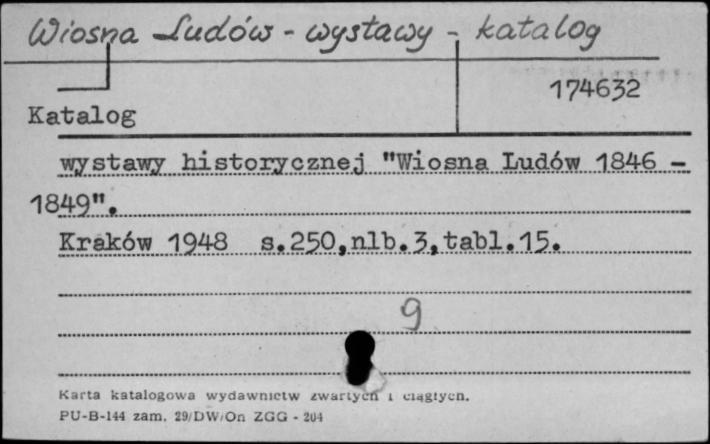 Wiosna Ludów - wystawy - katalog
174632
Katalog
wystawy historycznej "Wiosna Ludów 1846 -
1849".
Kraków 1948 s.250,nlb.3,tabl.15.
9
Karta katalogowa wydawnictw zwartych i ciągłych.
PU-B-144 zam. 29/DW/On ZGG - 204